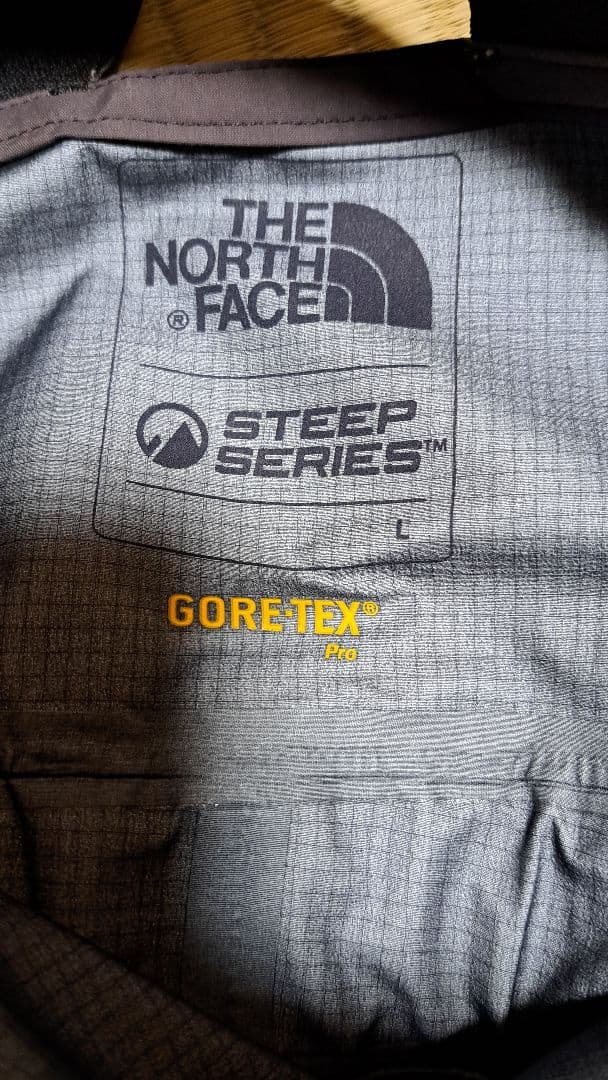 THE
NORTH
® FACE
STEEP
SERIES™
L
GORE-TEX®
Pro